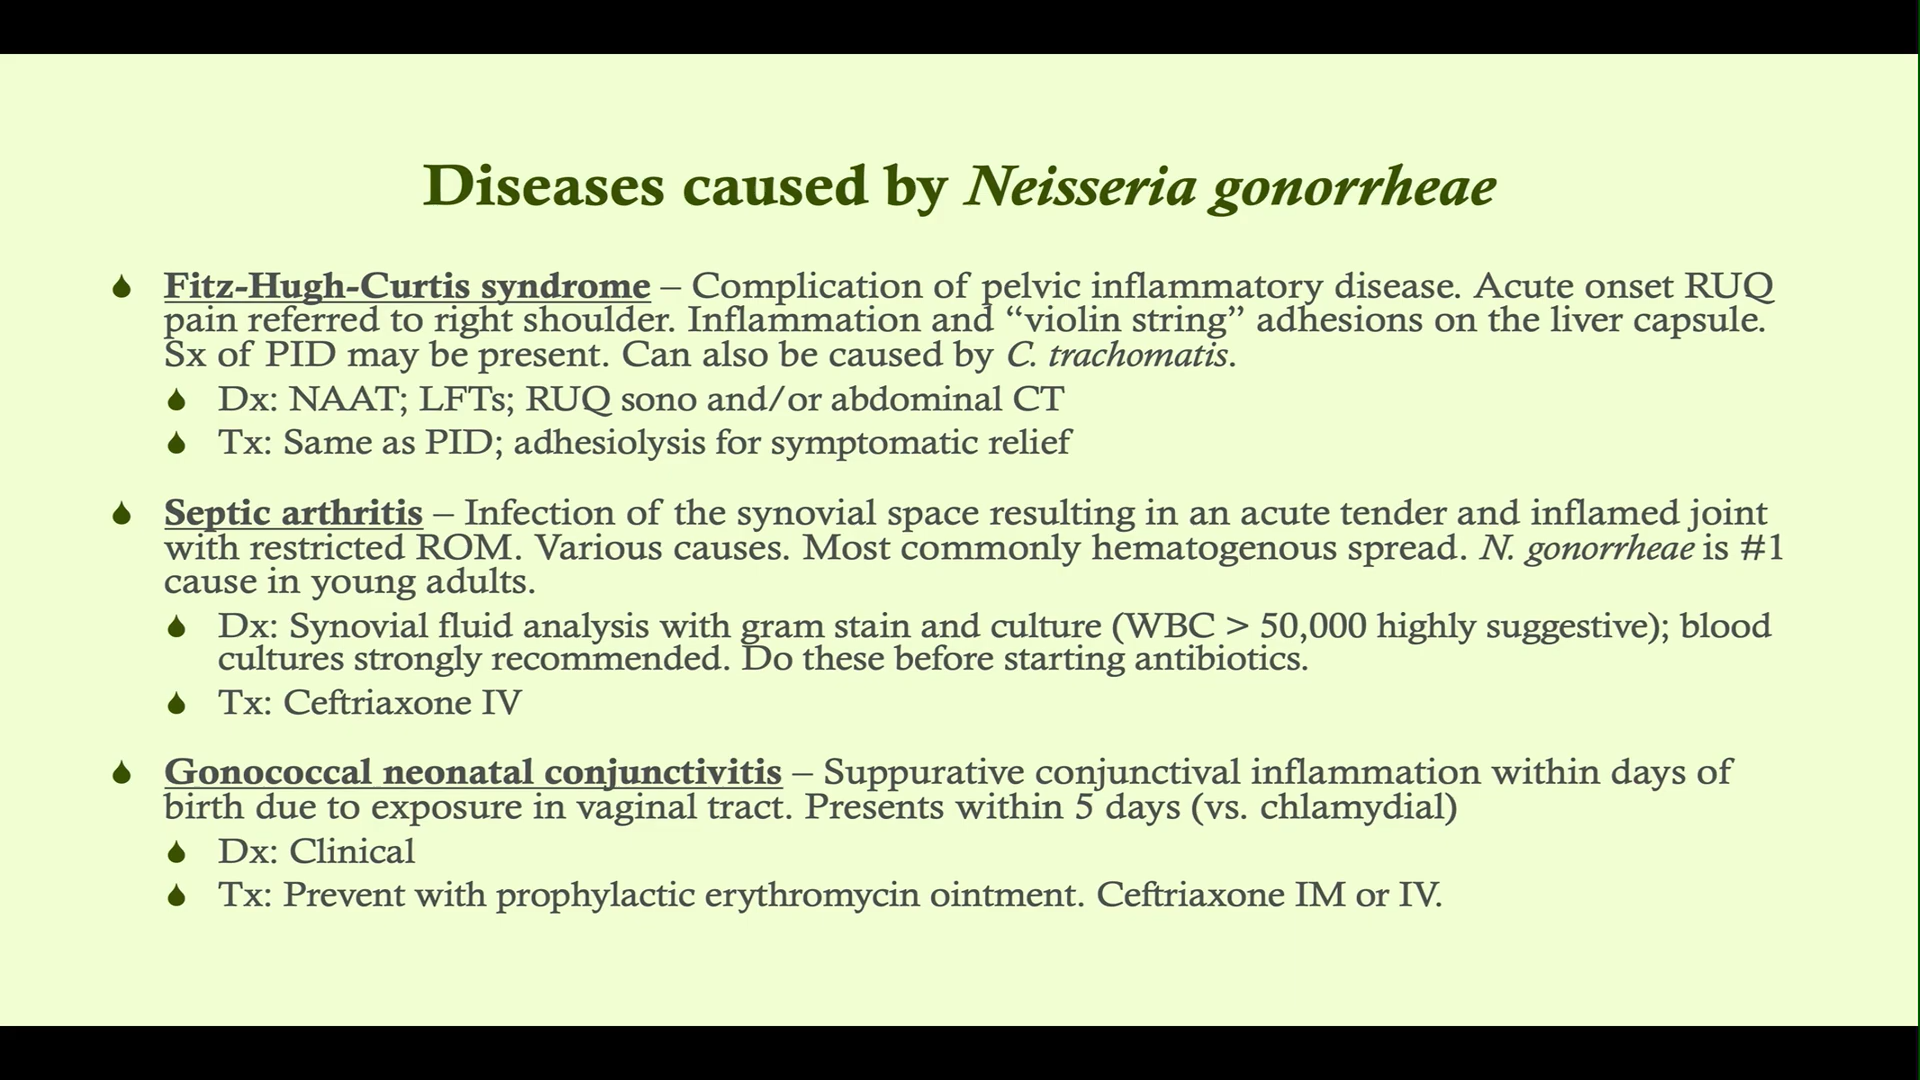 Diseases caused by Neisseria gonorrheae
Fitz-Hugh-Curtis syndrome – Complication of pelvic inflammatory disease. Acute onset RUQ
pain referred to right shoulder. Inflammation and “violin string” adhesions on the liver capsule.
Sx of PID may be present. Can also be caused by C. trachomatis.
Dx: NAAT; LFTs; RUQ sono and/or abdominal CT
Tx: Same as PID; adhesiolysis for symptomatic relief
Septic arthritis – Infection of the synovial space resulting in an acute tender and inflamed joint
with restricted ROM. Various causes. Most commonly hematogenous spread. N. gonorrheae is #1
cause in young adults.
Dx: Synovial fluid analysis with gram stain and culture (WBC > 50,000 highly suggestive); blood
cultures strongly recommended. Do these before starting antibiotics.
Tx: Ceftriaxone IV
Gonococcal neonatal conjunctivitis – Suppurative conjunctival inflammation within days of
birth due to exposure in vaginal tract. Presents within 5 days (vs. chlamydial)
Dx: Clinical
Tx: Prevent with prophylactic erythromycin ointment. Ceftriaxone IM or IV.